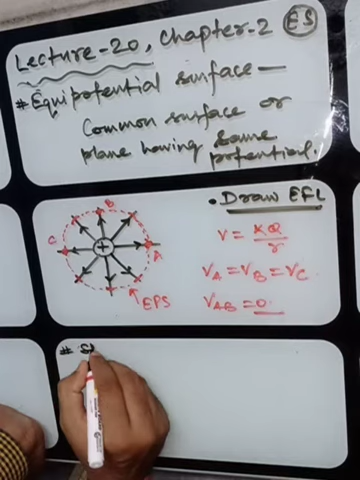 Lecture-20, Chapter-2 ES
# Equipotential surface —
Common surface or
plane having same
potential.
• Draw EFL
B
C
+
A
EPS
V = KQ/r
VA = VB = VC
VAB = 0
#